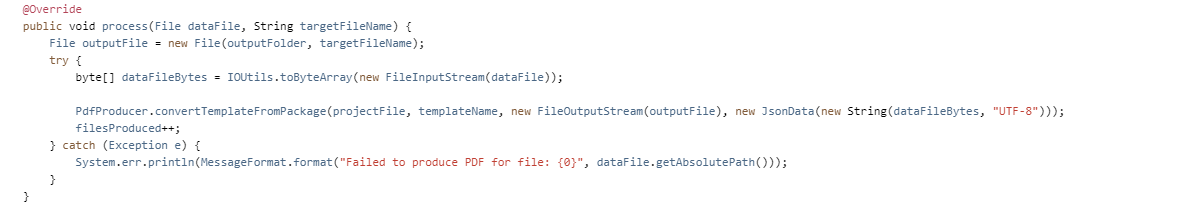 @Override
public void process(File dataFile, String targetFileName) {
    File outputFile = new File(outputFolder, targetFileName);
    try {
        byte[] dataFileBytes = IOUtils.toByteArray(new FileInputStream(dataFile));

        PdfProducer.convertTemplateFromPackage(projectFile, templateName, new FileOutputStream(outputFile), new JsonData(new String(dataFileBytes, "UTF-8")));
        filesProduced++;
    } catch (Exception e) {
        System.err.println(MessageFormat.format("Failed to produce PDF for file: {0}", dataFile.getAbsolutePath()));
    }
}